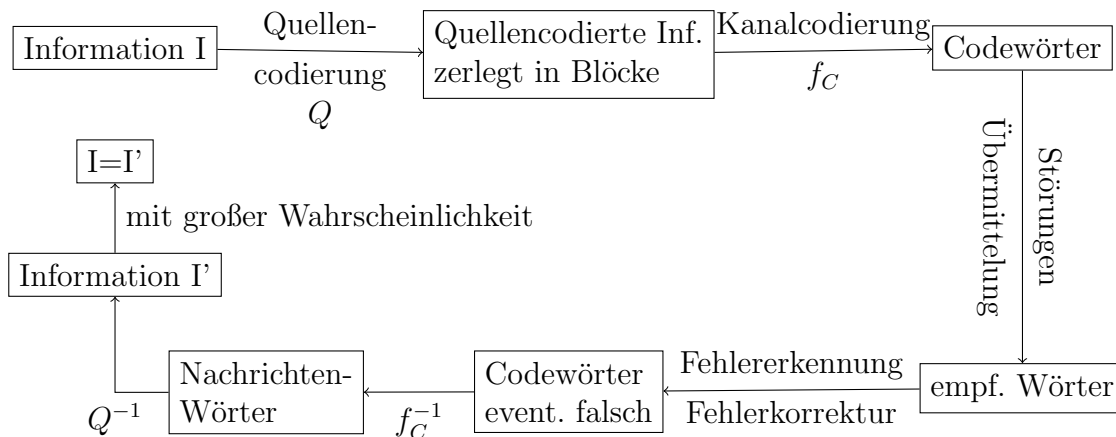 Information I
Quellen-
codierung
Q
Quellencodierte Inf.
zerlegt in Blöcke
Kanalcodierung
f_C
Codewörter
Störungen
Übermittelung
empf. Wörter
Fehlererkennung
Fehlerkorrektur
Codewörter
event. falsch
f_C^{-1}
Nachrichten-
Wörter
Q^{-1}
Information I'
mit großer Wahrscheinlichkeit
I=I'